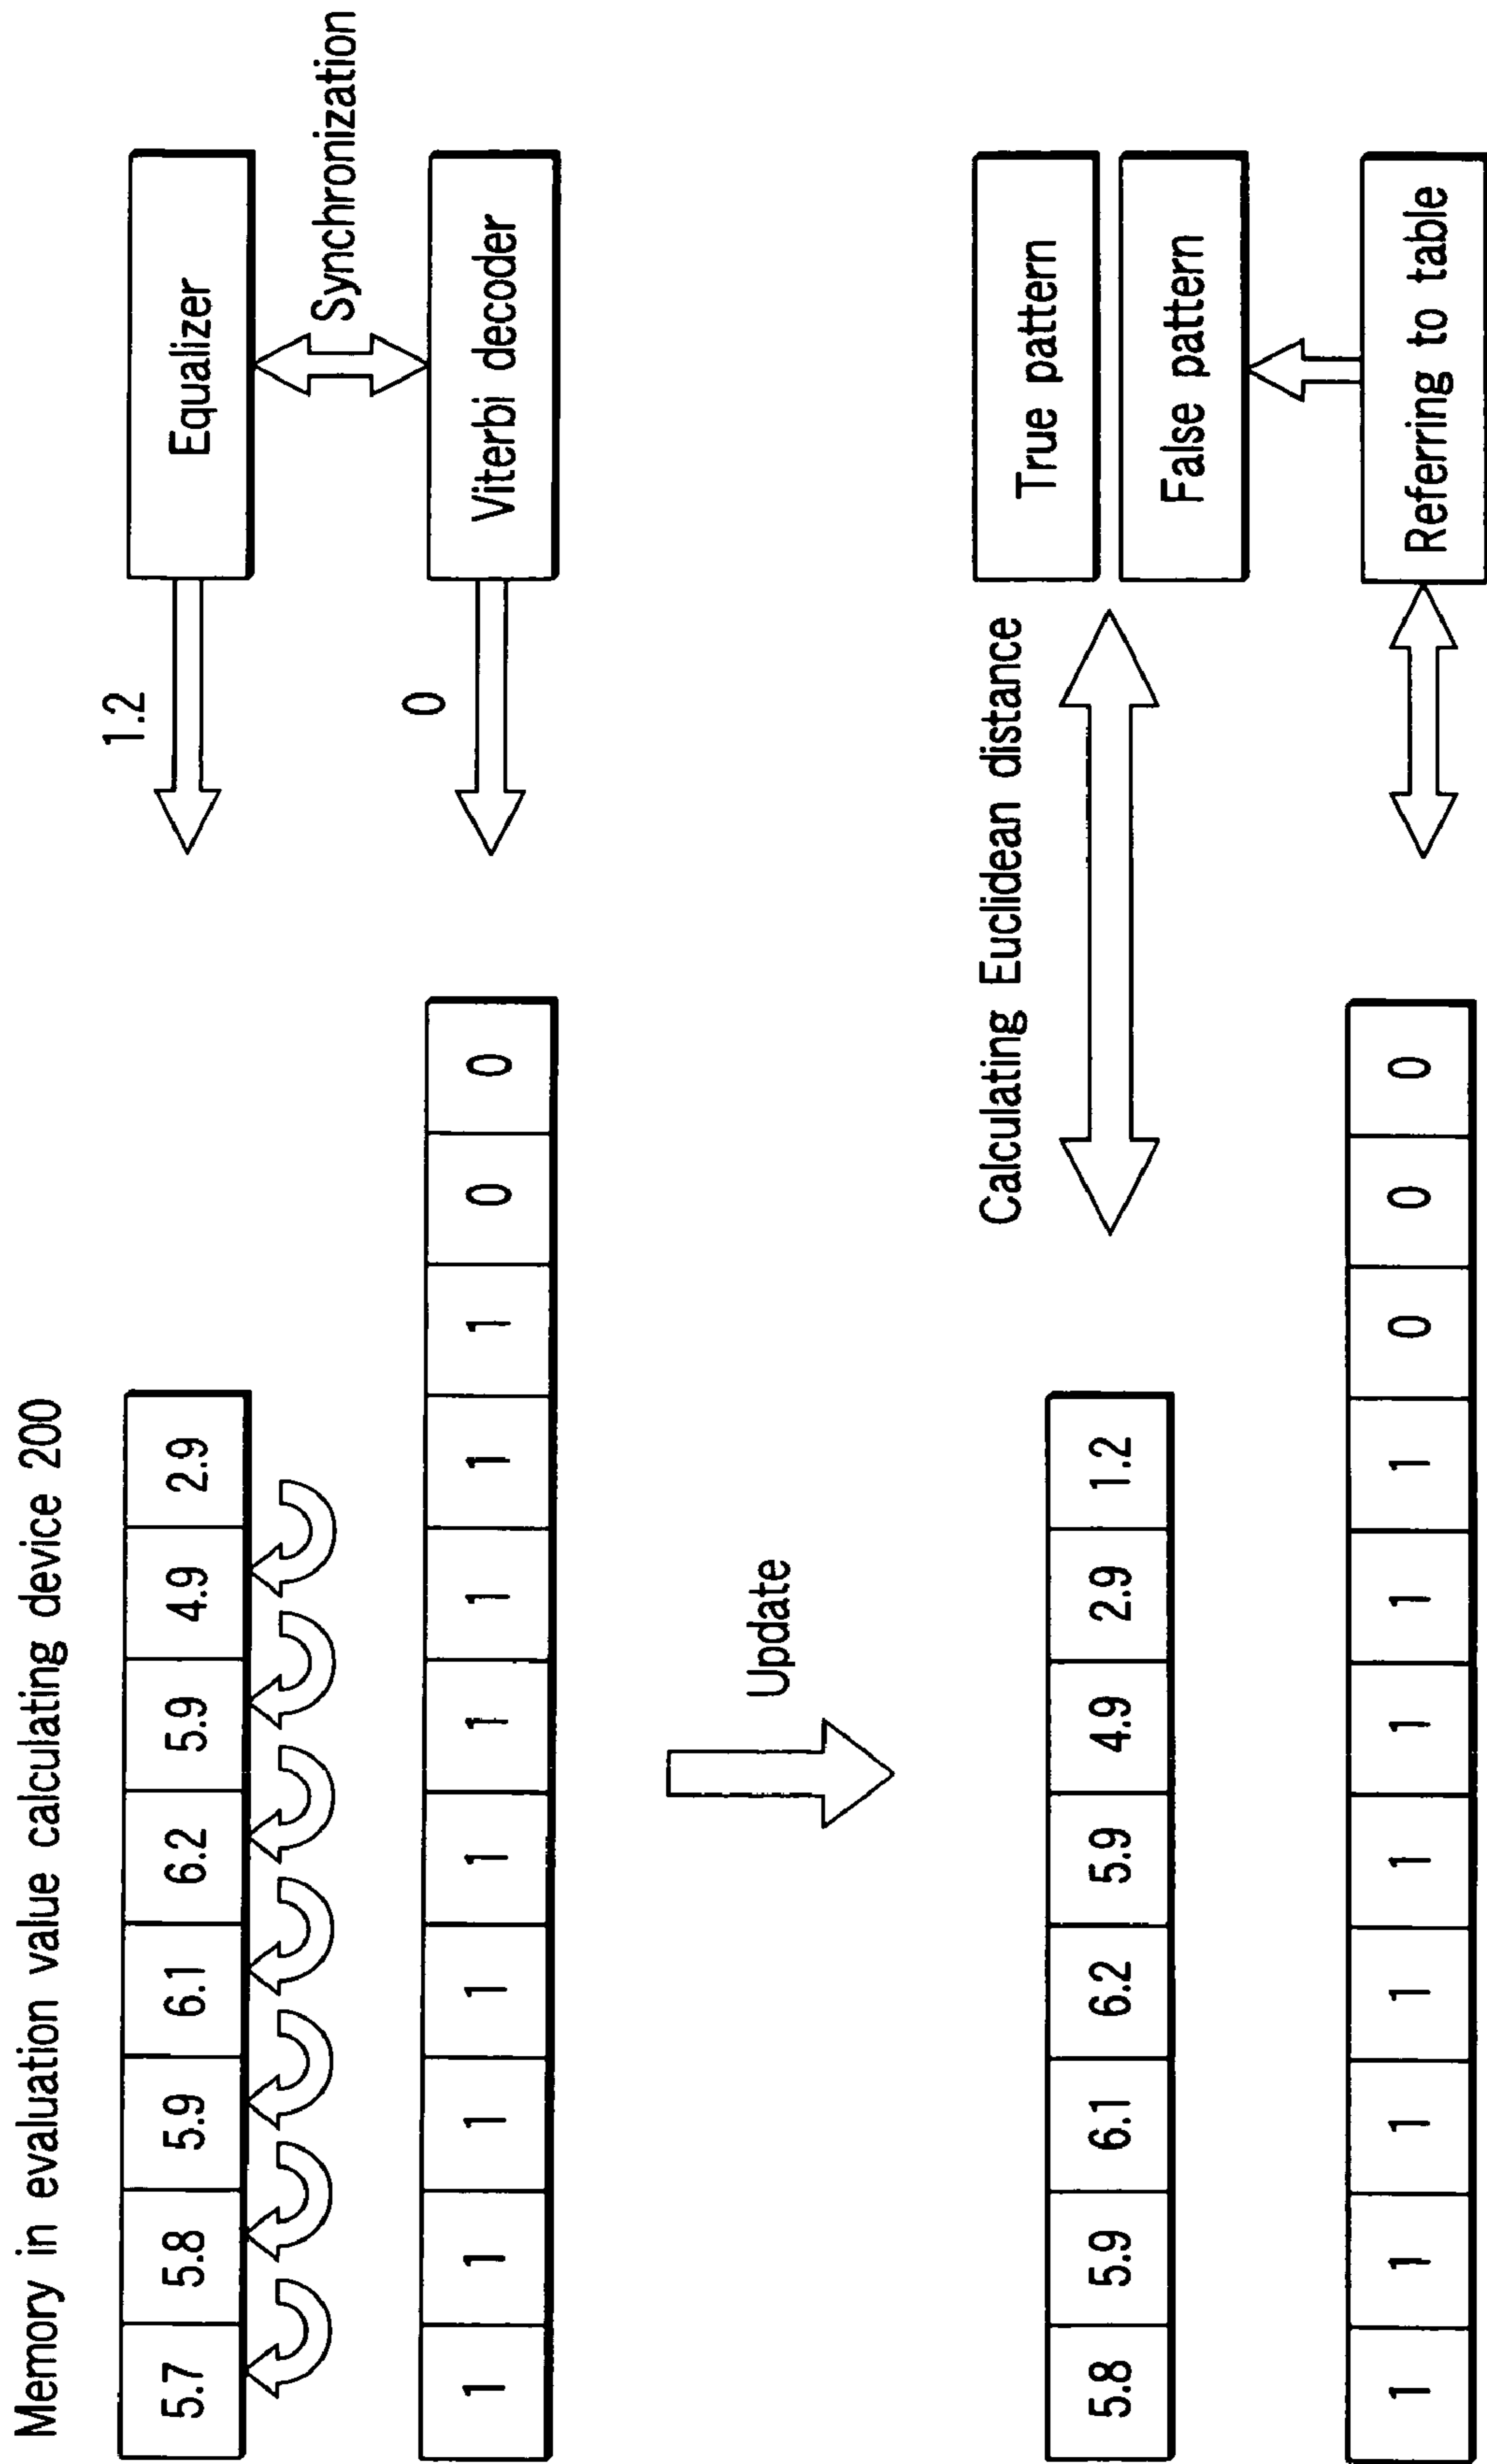 Memory in evaluation value calculating device 200
5.7 5.8 5.9 6.1 6.2 5.9 4.9 2.9
1.2
Equalizer
Synchronization
1 1 1 1 1 1 1 1 1 0 0
0
Viterbi decoder
Update
Calculating Euclidean distance
5.8 5.9 6.1 6.2 5.9 4.9 2.9 1.2
True pattern
False pattern
1 1 1 1 1 1 1 1 0 0 0
Referring to table